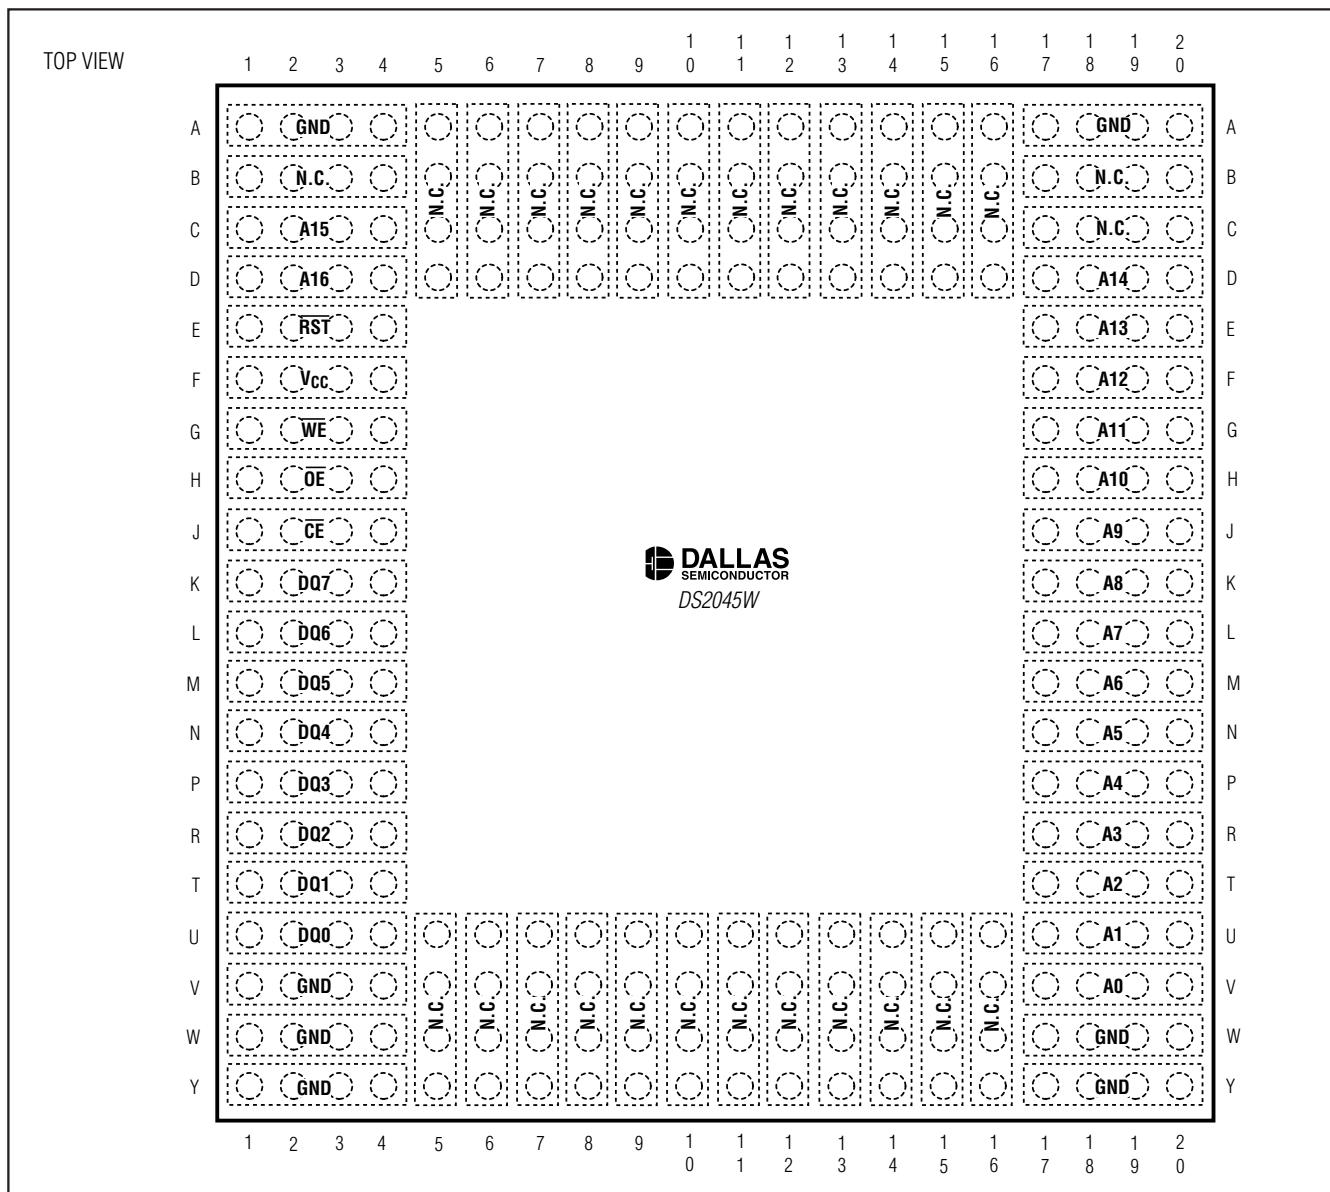 TOP VIEW
1 2 3 4 5 6 7 8 9 10 11 12 13 14 15 16 17 18 19 20
A GND GND A
B N.C. N.C. B
N.C. N.C. N.C. N.C. N.C. N.C. N.C. N.C. N.C. N.C. N.C. N.C.
C A15 N.C. C
D A16 A14 D
E RST A13 E
F VCC A12 F
G WE A11 G
H OE A10 H
J CE A9 J
DALLAS
SEMICONDUCTOR
K DQ7 A8 K
DS2045W
L DQ6 A7 L
M DQ5 A6 M
N DQ4 A5 N
P DQ3 A4 P
R DQ2 A3 R
T DQ1 A2 T
U DQ0 A1 U
V GND A0 V
N.C. N.C. N.C. N.C. N.C. N.C. N.C. N.C. N.C. N.C. N.C. N.C.
W GND GND W
Y GND GND Y
1 2 3 4 5 6 7 8 9 10 11 12 13 14 15 16 17 18 19 20